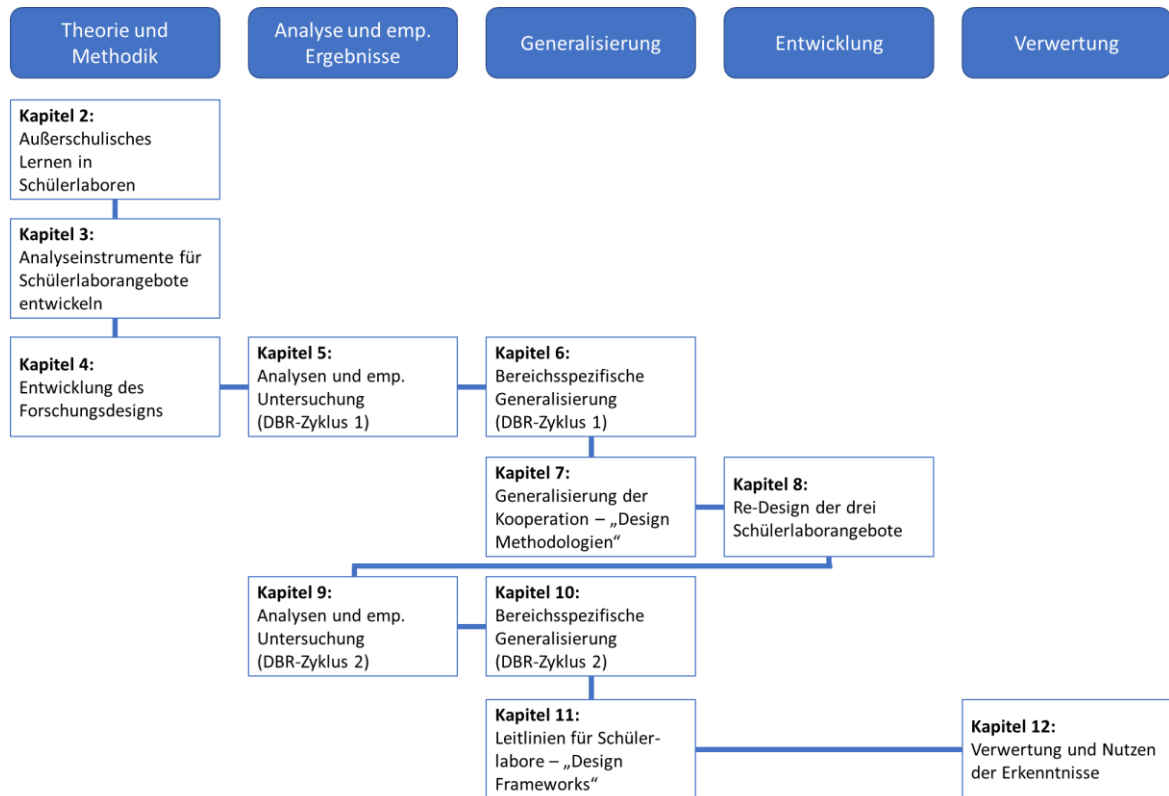 Theorie und
Methodik
Analyse und emp.
Ergebnisse
Generalisierung
Entwicklung
Verwertung
Kapitel 2:
Außerschulisches
Lernen in
Schülerlaboren
Kapitel 3:
Analyseinstrumente für
Schülerlaborangebote
entwickeln
Kapitel 4:
Entwicklung des
Forschungsdesigns
Kapitel 5:
Analysen und emp.
Untersuchung
(DBR-Zyklus 1)
Kapitel 6:
Bereichsspezifische
Generalisierung
(DBR-Zyklus 1)
Kapitel 7:
Generalisierung der
Kooperation – „Design
Methodologien“
Kapitel 8:
Re-Design der drei
Schülerlaborangebote
Kapitel 9:
Analysen und emp.
Untersuchung
(DBR-Zyklus 2)
Kapitel 10:
Bereichsspezifische
Generalisierung
(DBR-Zyklus 2)
Kapitel 11:
Leitlinien für Schüler-
labore – „Design
Frameworks“
Kapitel 12:
Verwertung und Nutzen
der Erkenntnisse